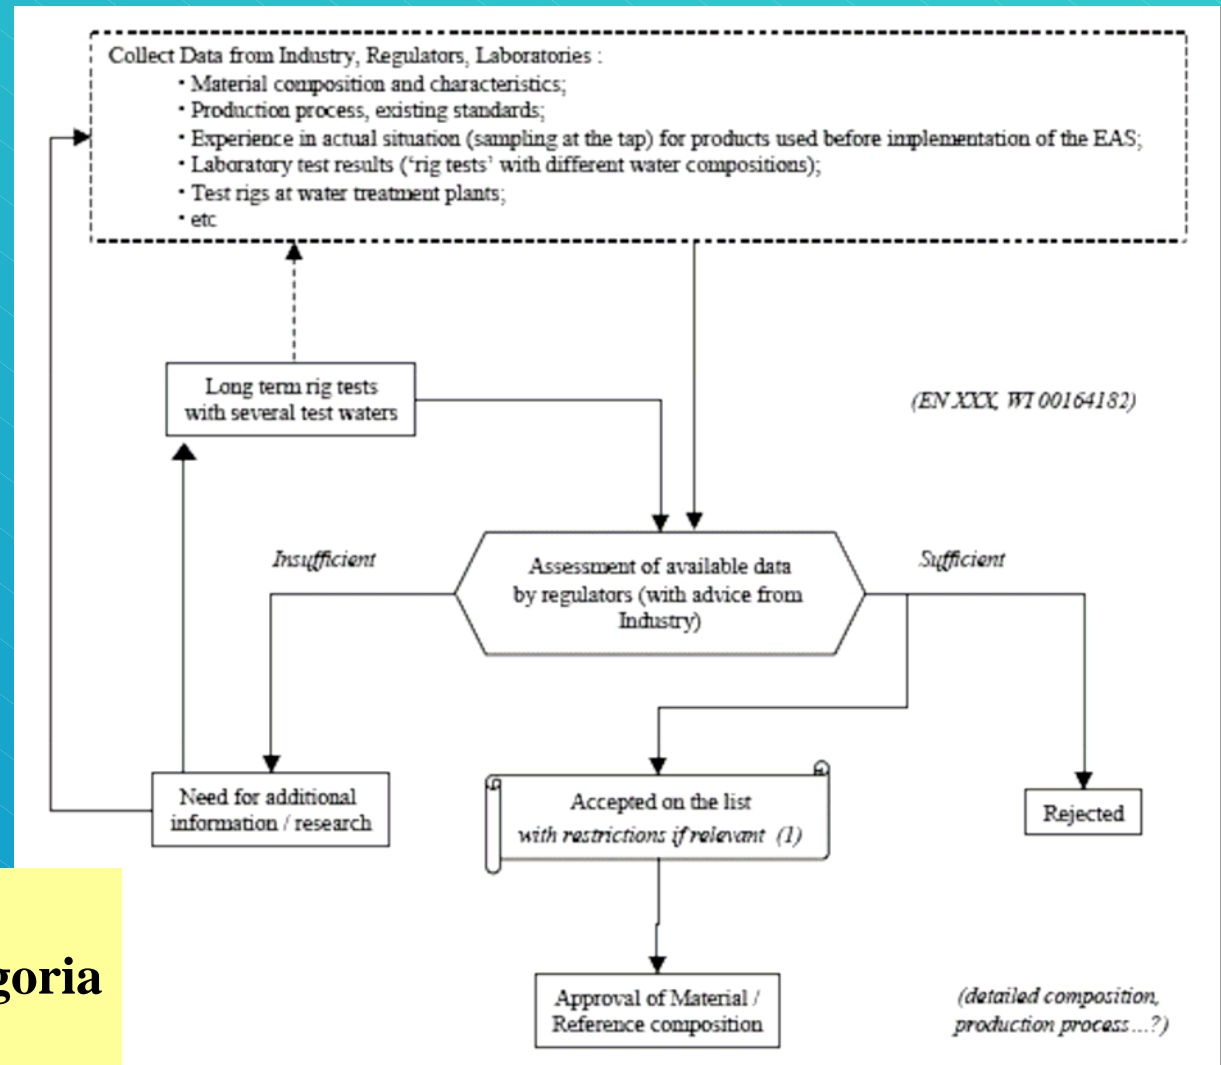 Collect Data from Industry, Regulators, Laboratories :
• Material composition and characteristics;
• Production process, existing standards;
• Experience in actual situation (sampling at the tap) for products used before implementation of the EAS;
• Laboratory test results (‘rig tests’ with different water compositions);
• Test rigs at water treatment plants;
• etc
Long term rig tests
with several test waters
(EN XXX, WI 00164182)
Insufficient
Assessment of available data
by regulators (with advice from
Industry)
Sufficient
Need for additional
information / research
Accepted on the list
with restrictions if relevant (1)
Rejected
goria
Approval of Material /
Reference composition
(detailed composition,
production process...?)